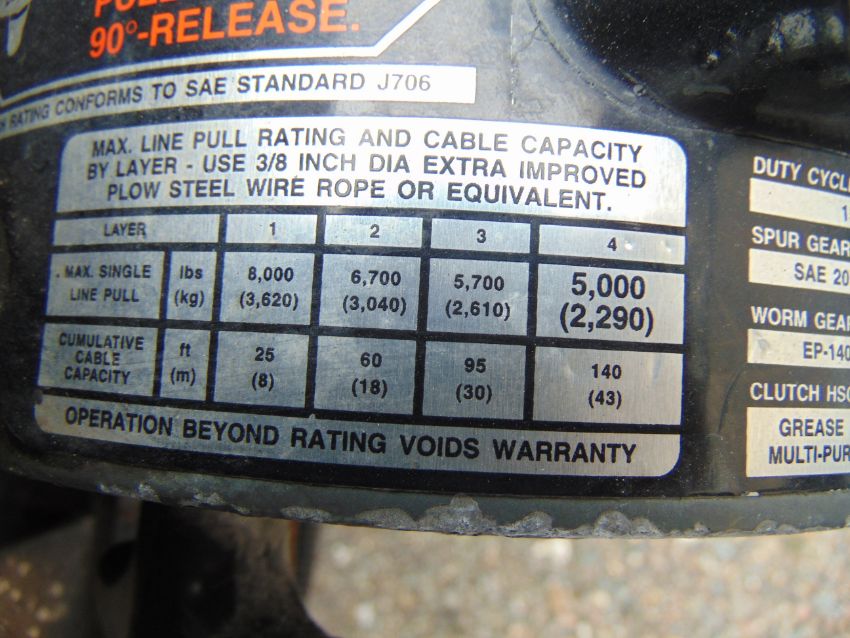 90°-RELEASE.
RATING CONFORMS TO SAE STANDARD J706
MAX. LINE PULL RATING AND CABLE CAPACITY
BY LAYER - USE 3/8 INCH DIA EXTRA IMPROVED
PLOW STEEL WIRE ROPE OR EQUIVALENT.
LAYER 1 2 3 4
MAX. SINGLE LINE PULL lbs (kg) 8,000 (3,620) 6,700 (3,040) 5,700 (2,610) 5,000 (2,290)
CUMULATIVE CABLE CAPACITY ft (m) 25 (8) 60 (18) 95 (30) 140 (43)
OPERATION BEYOND RATING VOIDS WARRANTY
DUTY CYCL
SPUR GEAR
SAE 20
WORM GEAR
EP-140
CLUTCH HS
GREASE
MULTI-PUR